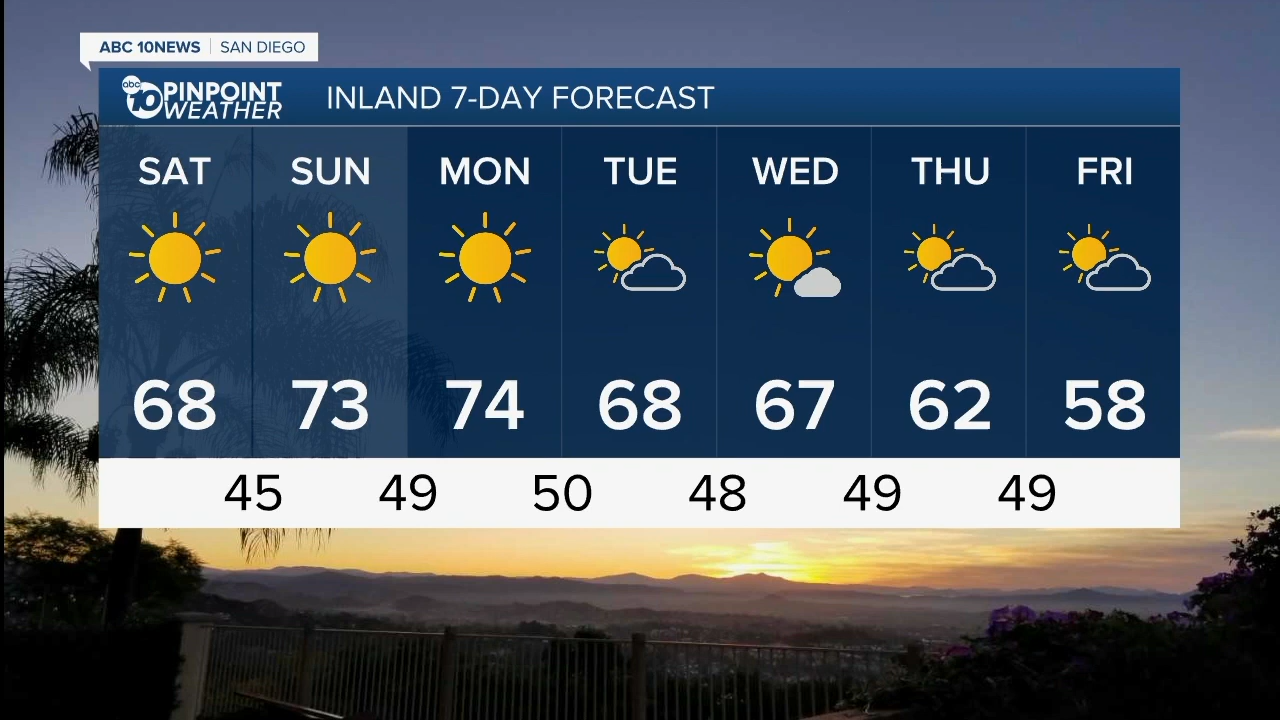 ABC 10NEWS | SAN DIEGO
abc 10 PINPOINT WEATHER
INLAND 7-DAY FORECAST
SAT SUN MON TUE WED THU FRI
68 73 74 68 67 62 58
45 49 50 48 49 49